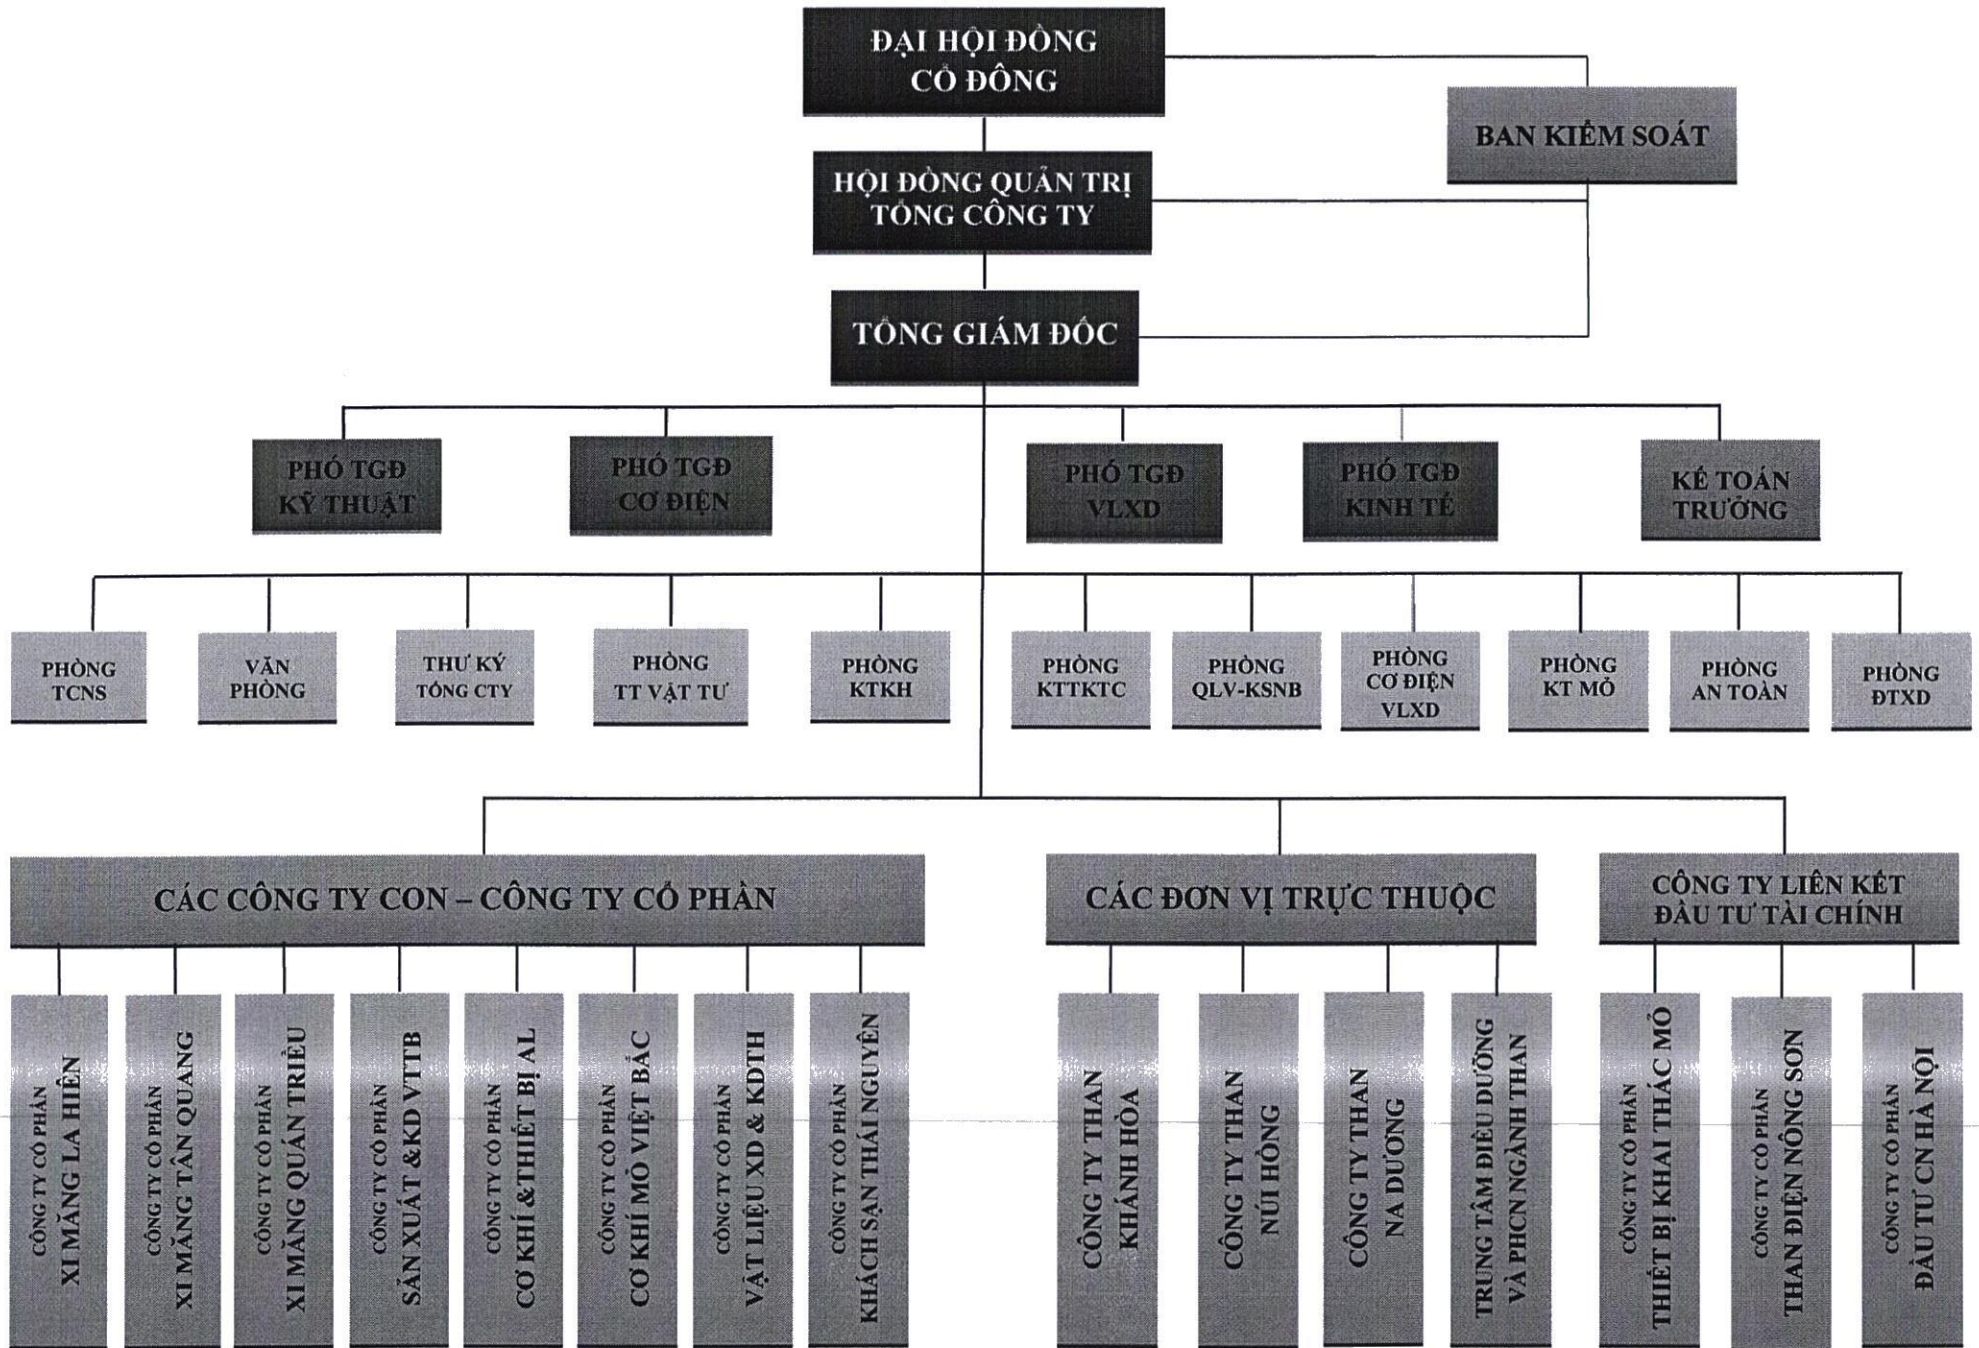 ĐẠI HỘI ĐỒNG
CỔ ĐÔNG
BAN KIỂM SOÁT
HỘI ĐỒNG QUẢN TRỊ
TỔNG CÔNG TY
TỔNG GIÁM ĐỐC
PHÓ TGĐ
KỸ THUẬT
PHÓ TGĐ
CƠ ĐIỆN
PHÓ TGĐ
VLXD
PHÓ TGĐ
KINH TẾ
KẾ TOÁN
TRƯỞNG
PHÒNG
TCNS
VĂN
PHÒNG
THƯ KÝ
TỔNG CTY
PHÒNG
TT VẬT TƯ
PHÒNG
KTKH
PHÒNG
KTTKTC
PHÒNG
QLV-KSNB
PHÒNG
CƠ ĐIỆN
VLXD
PHÒNG
KT MỎ
PHÒNG
AN TOÀN
PHÒNG
ĐTXD
CÁC CÔNG TY CON – CÔNG TY CỔ PHẦN
CÁC ĐƠN VỊ TRỰC THUỘC
CÔNG TY LIÊN KẾT
ĐẦU TƯ TÀI CHÍNH
CÔNG TY CỔ PHẦN
XI MĂNG LA HIÊN
CÔNG TY CỔ PHẦN
XI MĂNG TÂN QUANG
CÔNG TY CỔ PHẦN
XI MĂNG QUÁN TRIỀU
CÔNG TY CỔ PHẦN
SẢN XUẤT &KD VTTB
CÔNG TY CỔ PHẦN
CƠ KHÍ &THIẾT BỊ AL
CÔNG TY CỔ PHẦN
CƠ KHÍ MỎ VIỆT BẮC
CÔNG TY CỔ PHẦN
VẬT LIỆU XD & KDTH
CÔNG TY CỔ PHẦN
KHÁCH SẠN THÁI NGUYÊN
CÔNG TY THAN
KHÁNH HÒA
CÔNG TY THAN
NÚI HỒNG
CÔNG TY THAN
NA DƯƠNG
TRUNG TÂM ĐIỀU DƯỠNG
VÀ PHCN NGÀNH THAN
CÔNG TY CỔ PHẦN
THIẾT BỊ KHAI THÁC MỎ
CÔNG TY CỔ PHẦN
THAN ĐIỆN NÔNG SƠN
CÔNG TY CỔ PHẦN
ĐẦU TƯ CN HÀ NỘI